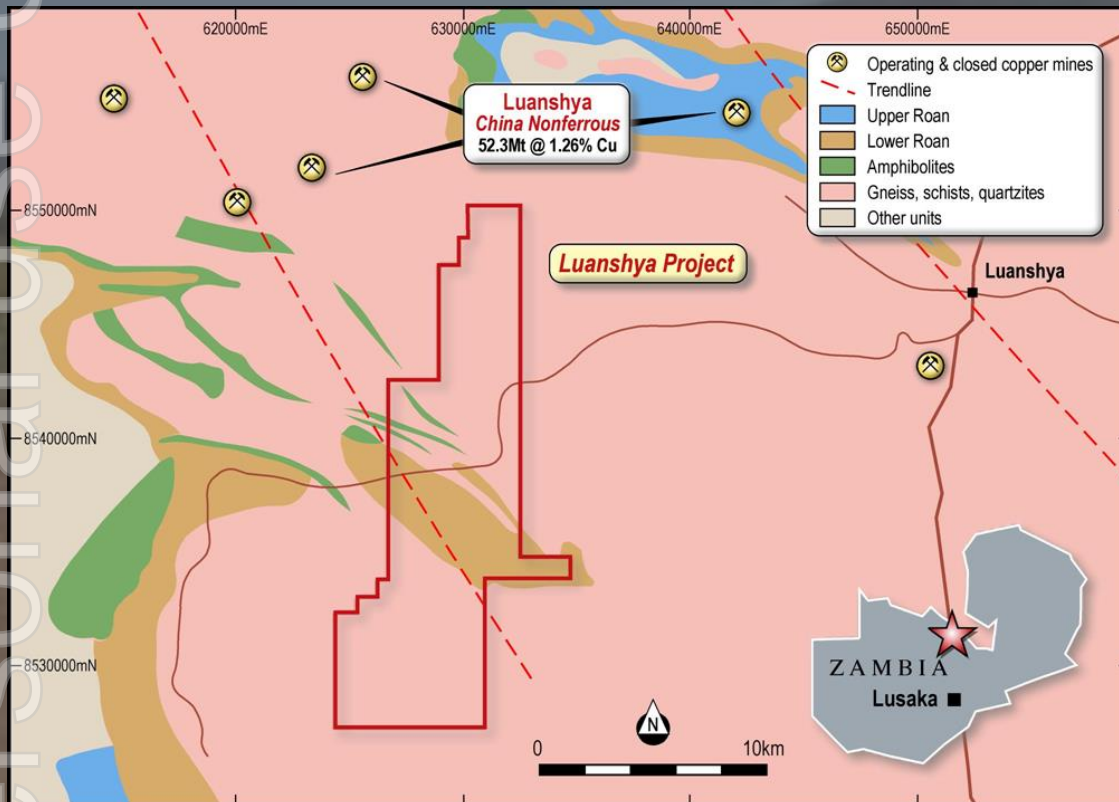 620000mE
630000mE
640000mE
650000mE
Operating & closed copper mines
Trendline
Upper Roan
Lower Roan
Amphibolites
Gneiss, schists, quartzites
Other units
Luanshya
China Nonferrous
52.3Mt @ 1.26% Cu
8550000mN
Luanshya Project
Luanshya
8540000mN
8530000mN
ZAMBIA
Lusaka
N
0 10km